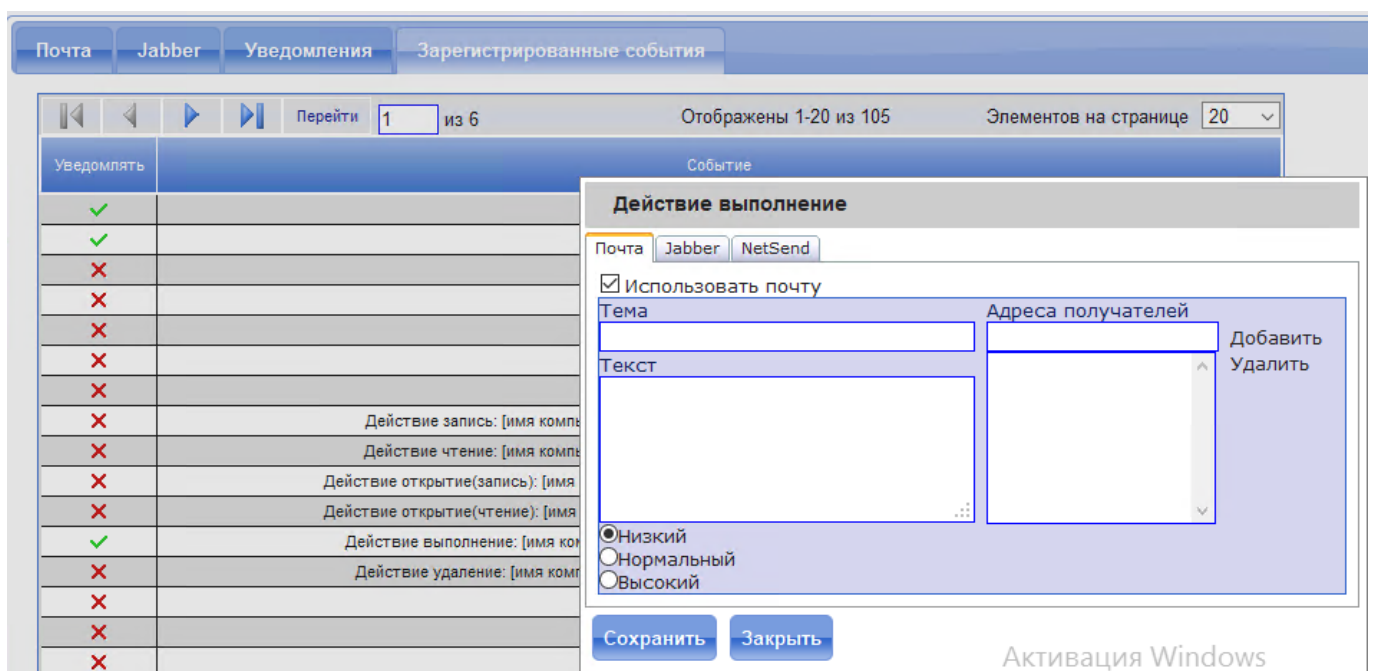 Почта Jabber Уведомления Зарегистрированные события
Перейти 1 из 6 Отображены 1-20 из 105 Элементов на странице 20
Уведомлять Событие
Действие выполнение
Почта Jabber NetSend
Использовать почту
Тема Адреса получателей
Добавить
Текст Удалить
Действие запись: [имя компь
Действие чтение: [имя компь
Действие открытие(запись): [имя
Действие открытие(чтение): [имя
Действие выполнение: [имя ком
Действие удаление: [имя комп
Низкий
Нормальный
Высокий
Сохранить Закрыть
Активация Windows